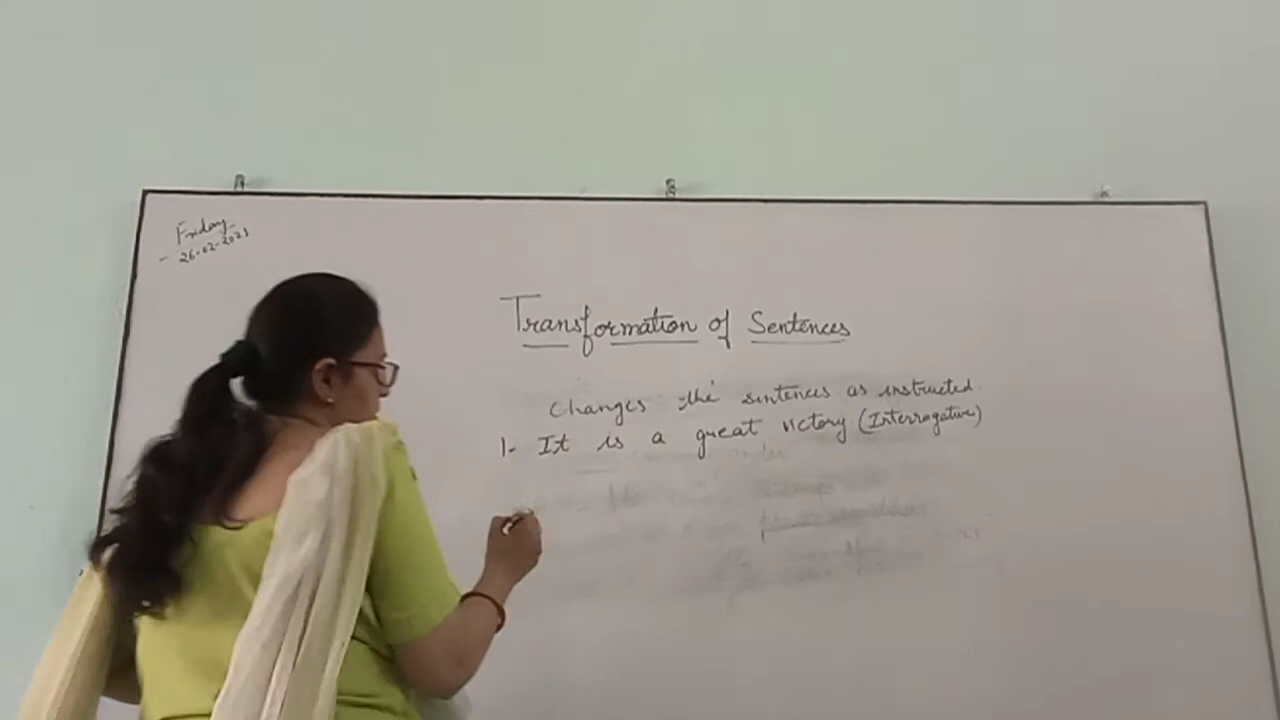 Friday
26-02-2021
Transformation of Sentences
Changes the sentences as instructed
1- It is a great victory (Interrogative)